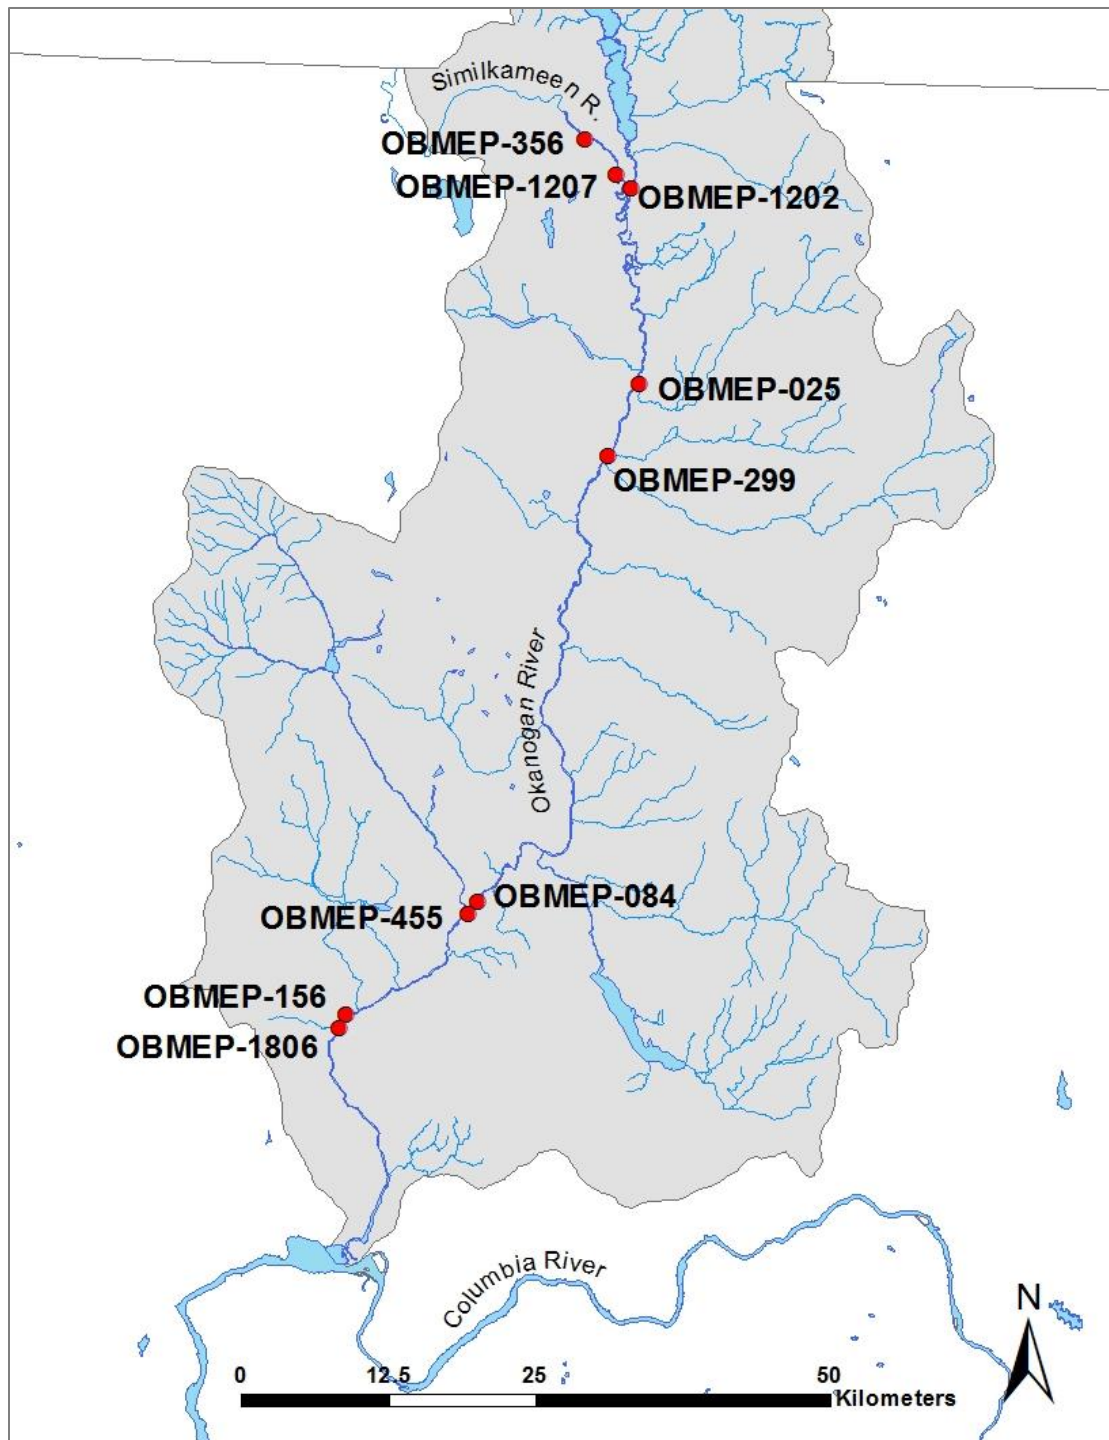 Similkameen R.
OBMEP-356
OBMEP-1207
OBMEP-1202
OBMEP-025
OBMEP-299
Okanogan River
OBMEP-084
OBMEP-455
OBMEP-156
OBMEP-1806
Columbia River
N
0 12.5 25 50
Kilometers